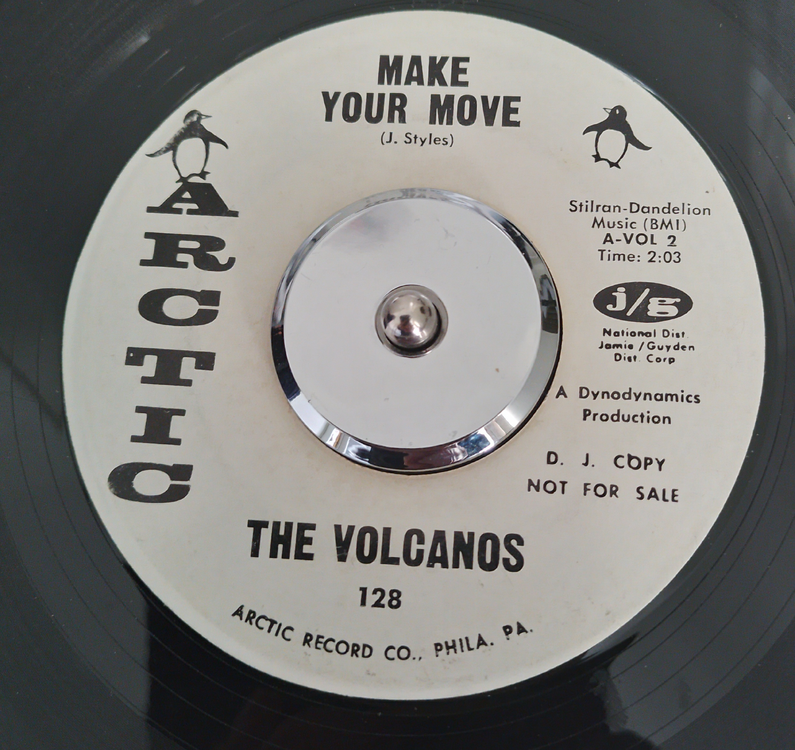 MAKE
YOUR MOVE
(J. Styles)
ARCTIC
Stilran-Dandelion
Music (BMI)
A-VOL 2
Time: 2:03
j/g
National Dist.
Jamie/Guyden
Dist. Corp
A Dynodynamics
Production
D. J. COPY
NOT FOR SALE
THE VOLCANOS
128
ARCTIC RECORD CO., PHILA. PA.